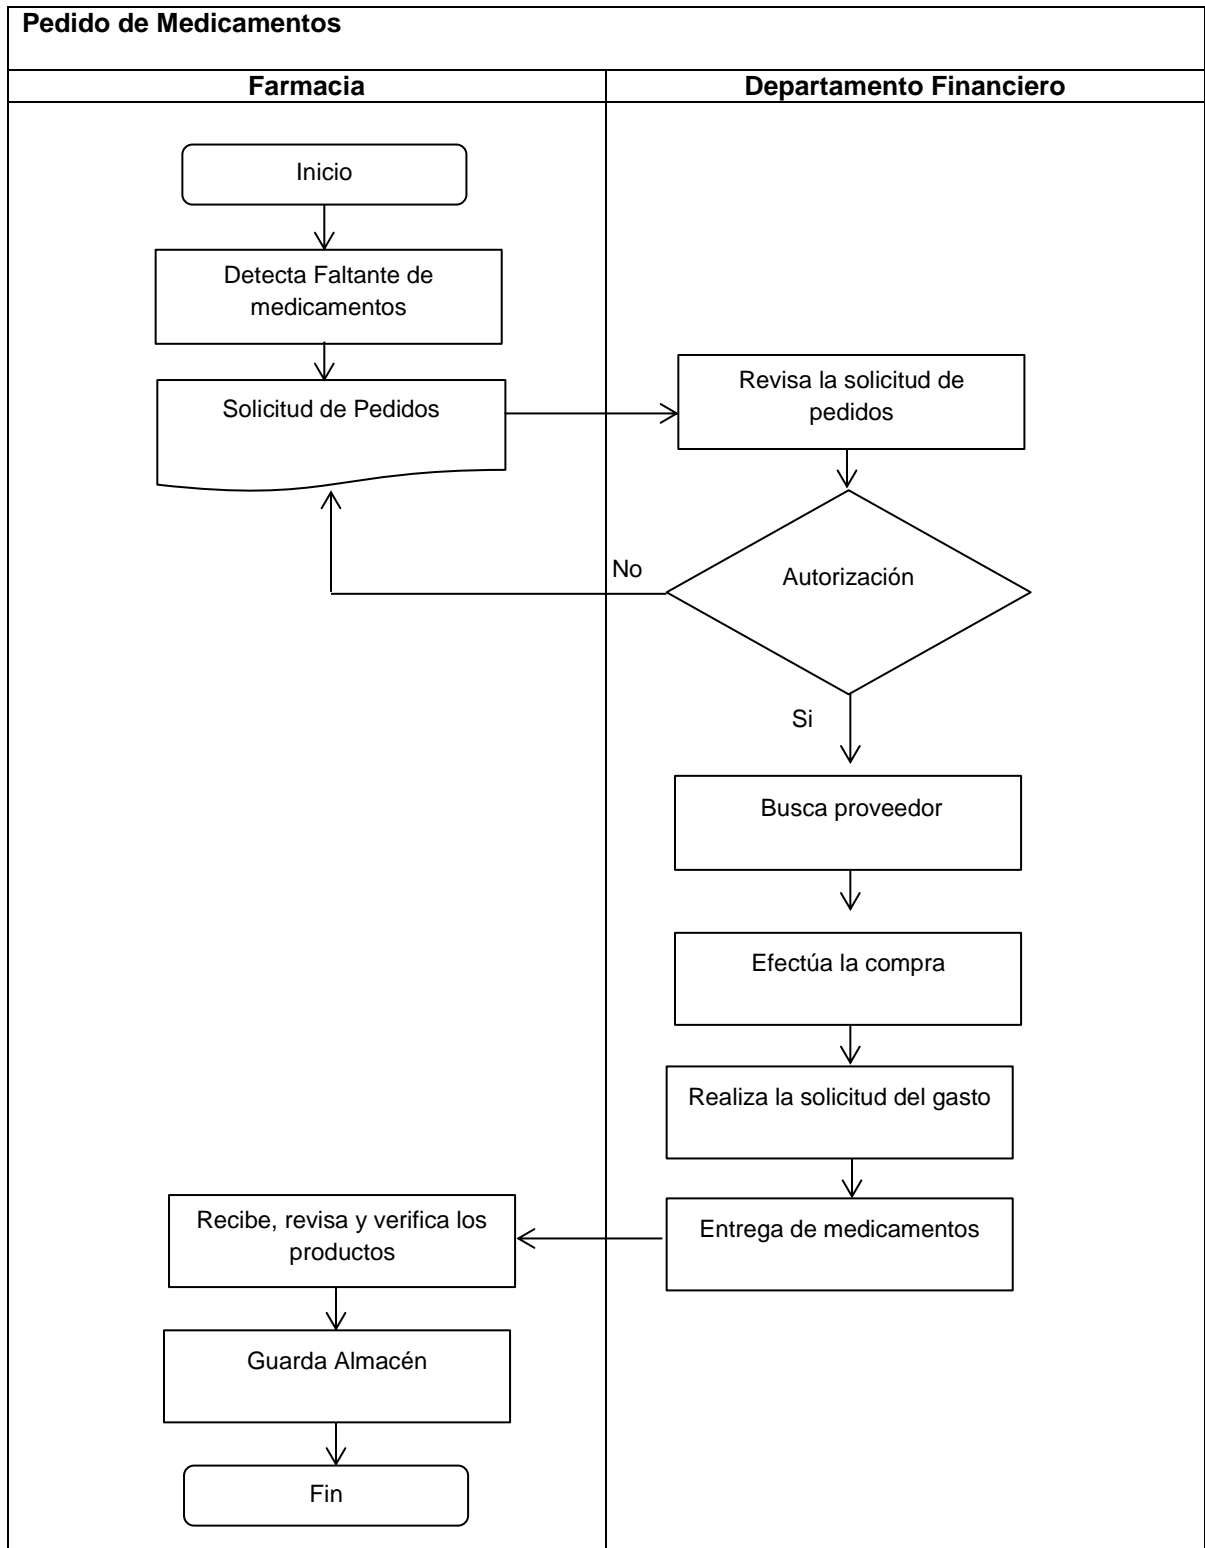 Pedido de Medicamentos
Farmacia
Departamento Financiero
Inicio
Detecta Faltante de
medicamentos
Solicitud de Pedidos
Revisa la solicitud de
pedidos
Autorización
No
Si
Busca proveedor
Efectúa la compra
Realiza la solicitud del gasto
Entrega de medicamentos
Recibe, revisa y verifica los
productos
Guarda Almacén
Fin